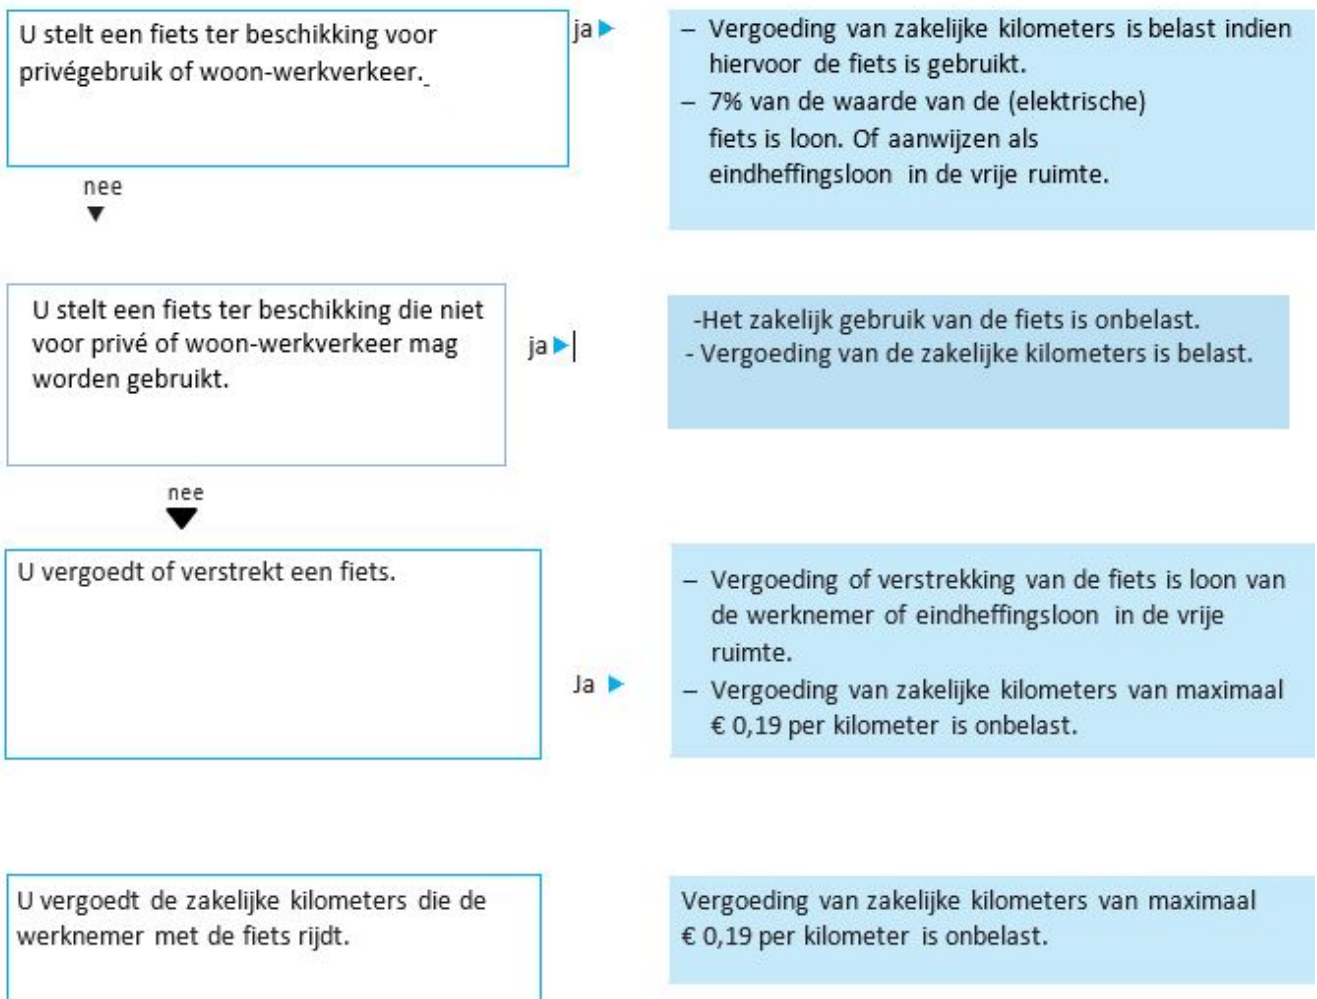 U stelt een fiets ter beschikking voor
privégebruik of woon-werkverkeer.
ja
– Vergoeding van zakelijke kilometers is belast indien
hiervoor de fiets is gebruikt.
– 7% van de waarde van de (elektrische)
fiets is loon. Of aanwijzen als
eindheffingsloon in de vrije ruimte.
nee
U stelt een fiets ter beschikking die niet
voor privé of woon-werkverkeer mag
worden gebruikt.
ja
-Het zakelijk gebruik van de fiets is onbelast.
- Vergoeding van de zakelijke kilometers is belast.
nee
U vergoedt of verstrekt een fiets.
Ja
– Vergoeding of verstrekking van de fiets is loon van
de werknemer of eindheffingsloon in de vrije
ruimte.
– Vergoeding van zakelijke kilometers van maximaal
€ 0,19 per kilometer is onbelast.
U vergoedt de zakelijke kilometers die de
werknemer met de fiets rijdt.
Vergoeding van zakelijke kilometers van maximaal
€ 0,19 per kilometer is onbelast.